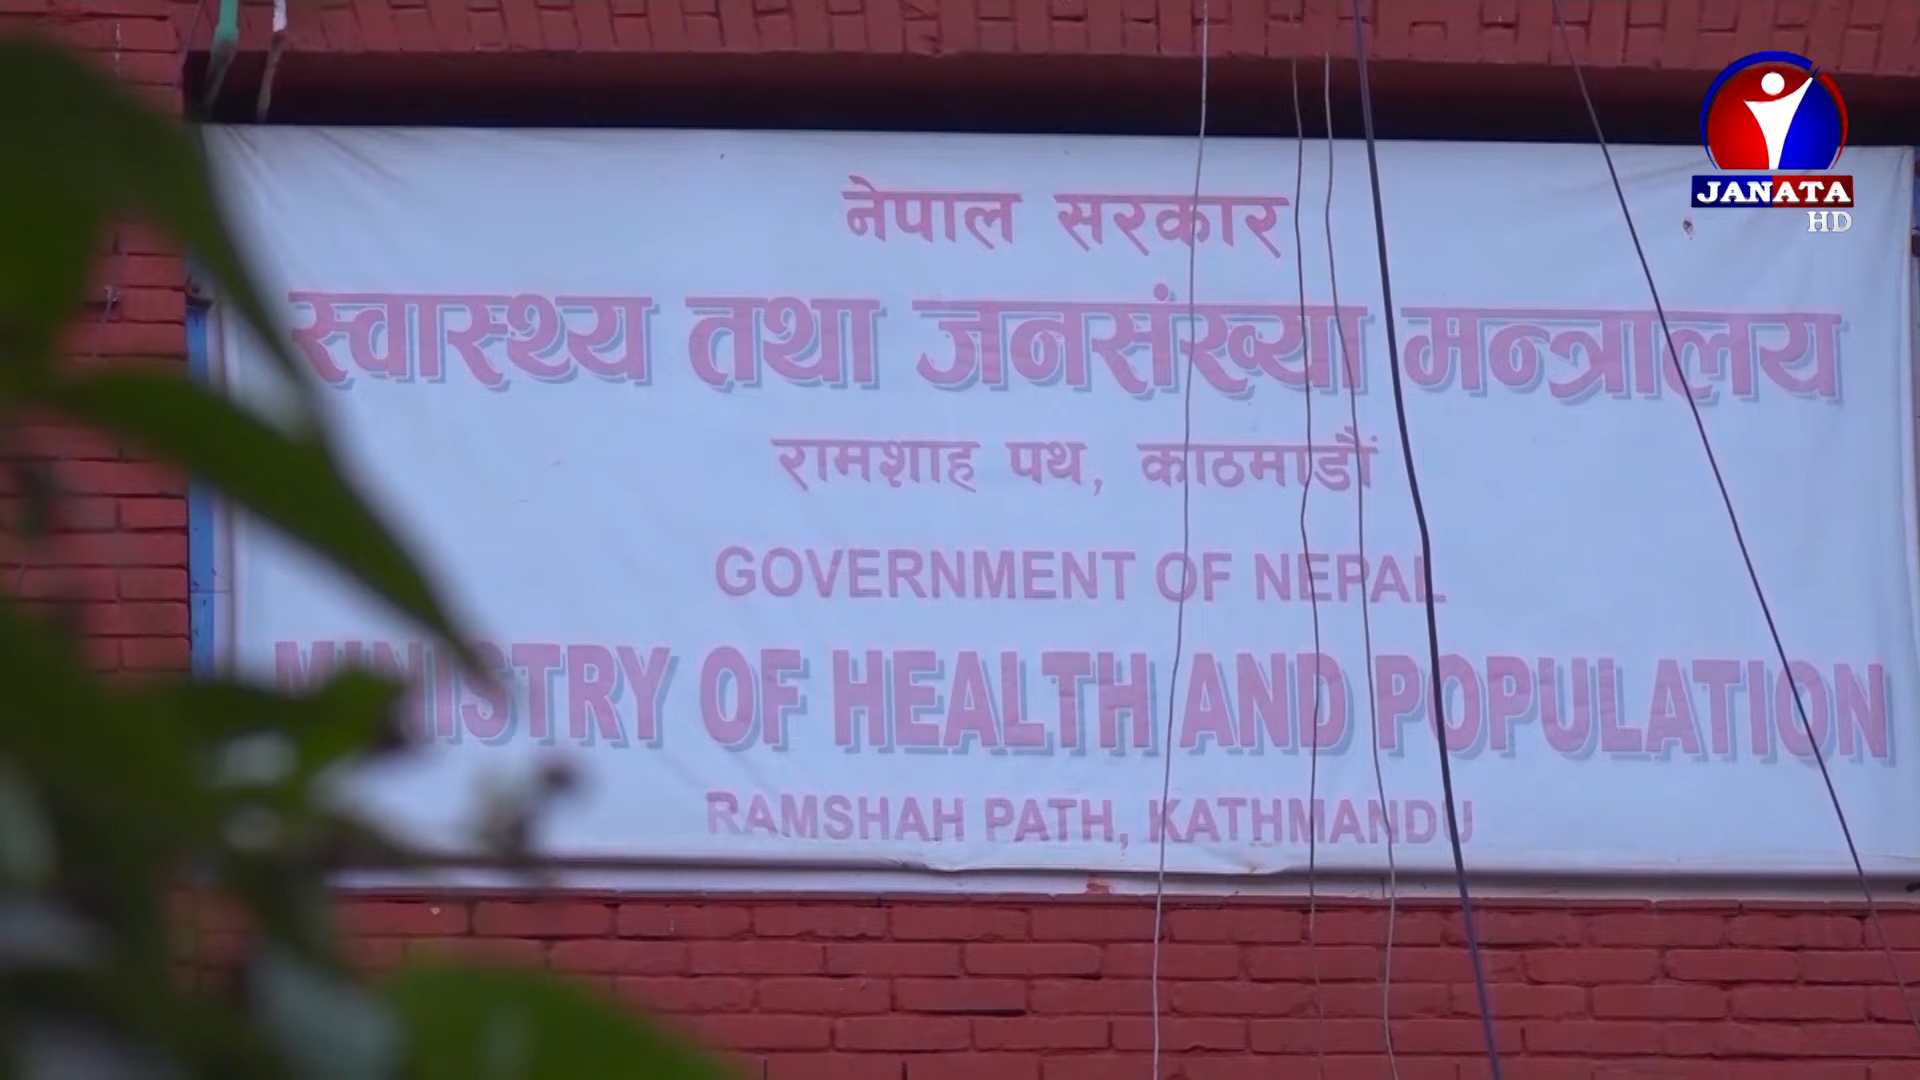 नेपाल सरकार
स्वास्थ्य तथा जनसंख्या मन्त्रालय
रामशाह पथ, काठमाडौं
GOVERNMENT OF NEPAL
MINISTRY OF HEALTH AND POPULATION
RAMSHAH PATH, KATHMANDU
JANATA
HD